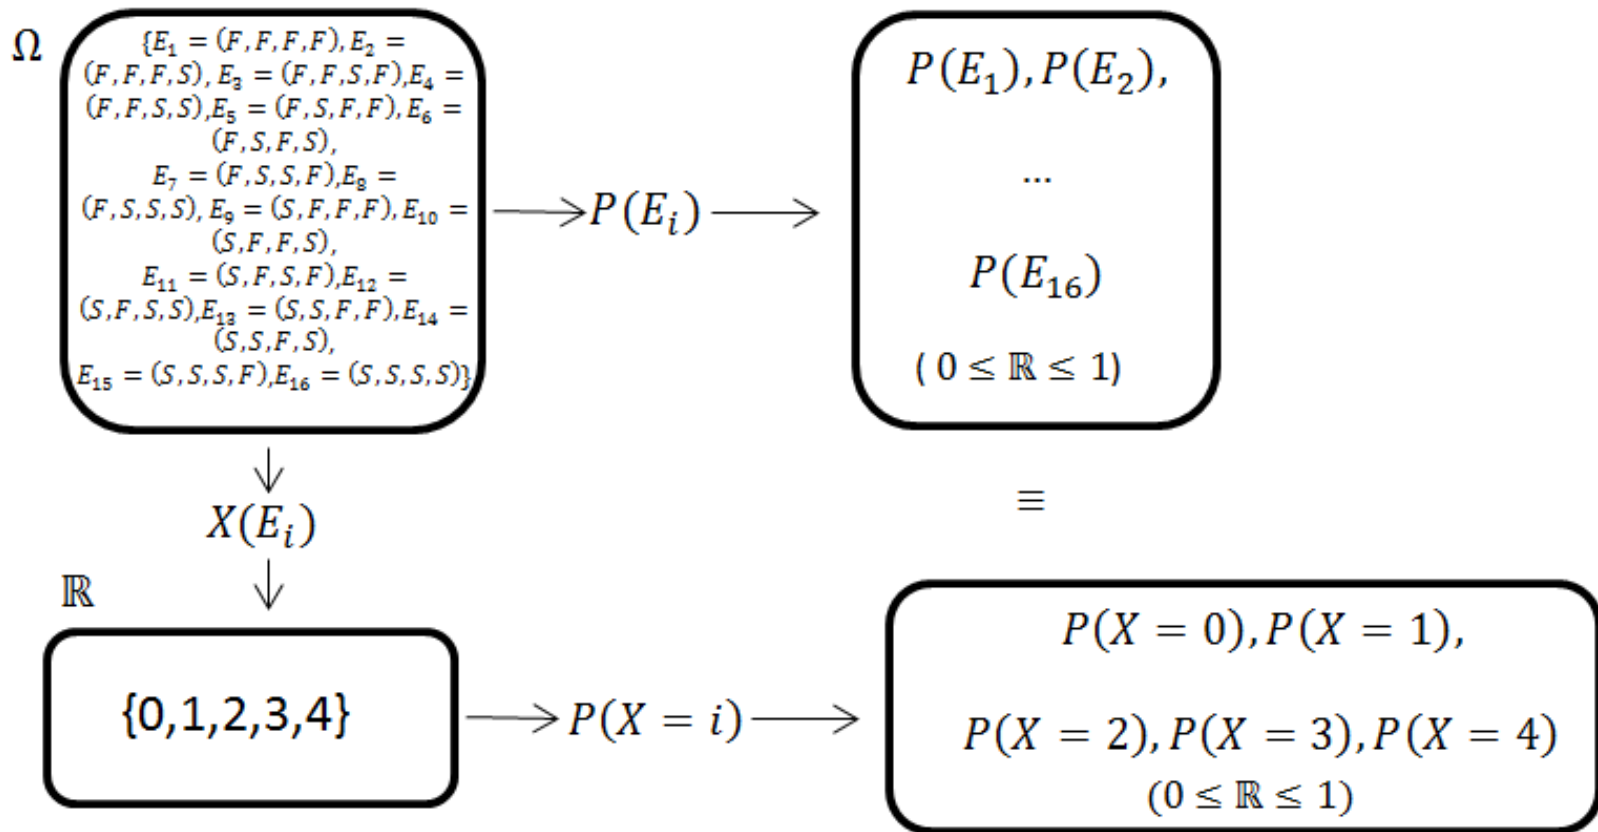 Ω
{E₁ = (F,F,F,F),E₂ =
(F,F,F,S), E₃ = (F,F,S,F),E₄ =
(F,F,S,S),E₅ = (F,S,F,F),E₆ =
(F,S,F,S),
E₇ = (F,S,S,F),E₈ =
(F,S,S,S), E₉ = (S,F,F,F),E₁₀ =
(S,F,F,S),
E₁₁ = (S,F,S,F),E₁₂ =
(S,F,S,S),E₁₃ = (S,S,F,F),E₁₄ =
(S,S,F,S),
E₁₅ = (S,S,S,F),E₁₆ = (S,S,S,S)}
P(Eᵢ)
P(E₁), P(E₂),
...
P(E₁₆)
( 0 ≤ ℝ ≤ 1)
X(Eᵢ)
≡
ℝ
{0,1,2,3,4}
P(X = i)
P(X = 0), P(X = 1),
P(X = 2), P(X = 3), P(X = 4)
(0 ≤ ℝ ≤ 1)